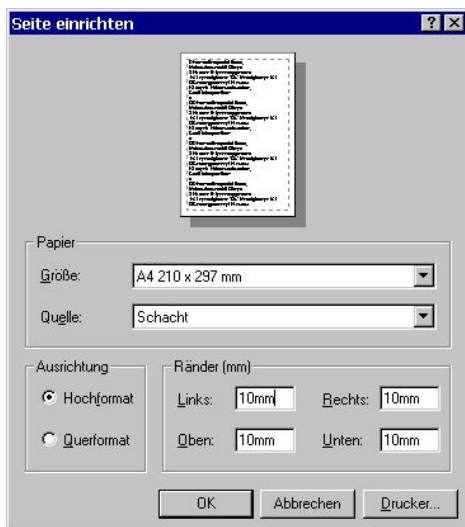 Seite einrichten
Papier
Größe: A4 210 x 297 mm
Quelle: Schacht
Ausrichtung
Hochformat
Querformat
Ränder (mm)
Links: 10mm Rechts: 10mm
Oben: 10mm Unten: 10mm
OK Abbrechen Drucker...